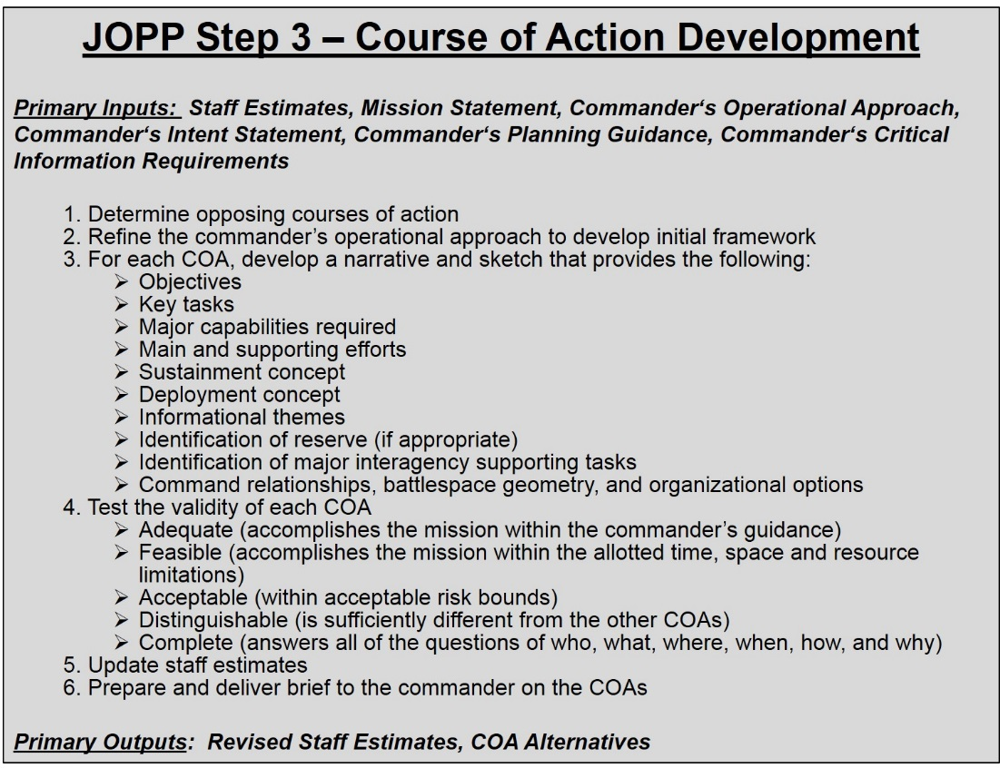 JOPP Step 3 – Course of Action Development
Primary Inputs: Staff Estimates, Mission Statement, Commander‘s Operational Approach,
Commander‘s Intent Statement, Commander‘s Planning Guidance, Commander‘s Critical
Information Requirements
1. Determine opposing courses of action
2. Refine the commander’s operational approach to develop initial framework
3. For each COA, develop a narrative and sketch that provides the following:
➢ Objectives
➢ Key tasks
➢ Major capabilities required
➢ Main and supporting efforts
➢ Sustainment concept
➢ Deployment concept
➢ Informational themes
➢ Identification of reserve (if appropriate)
➢ Identification of major interagency supporting tasks
➢ Command relationships, battlespace geometry, and organizational options
4. Test the validity of each COA
➢ Adequate (accomplishes the mission within the commander’s guidance)
➢ Feasible (accomplishes the mission within the allotted time, space and resource
limitations)
➢ Acceptable (within acceptable risk bounds)
➢ Distinguishable (is sufficiently different from the other COAs)
➢ Complete (answers all of the questions of who, what, where, when, how, and why)
5. Update staff estimates
6. Prepare and deliver brief to the commander on the COAs
Primary Outputs: Revised Staff Estimates, COA Alternatives